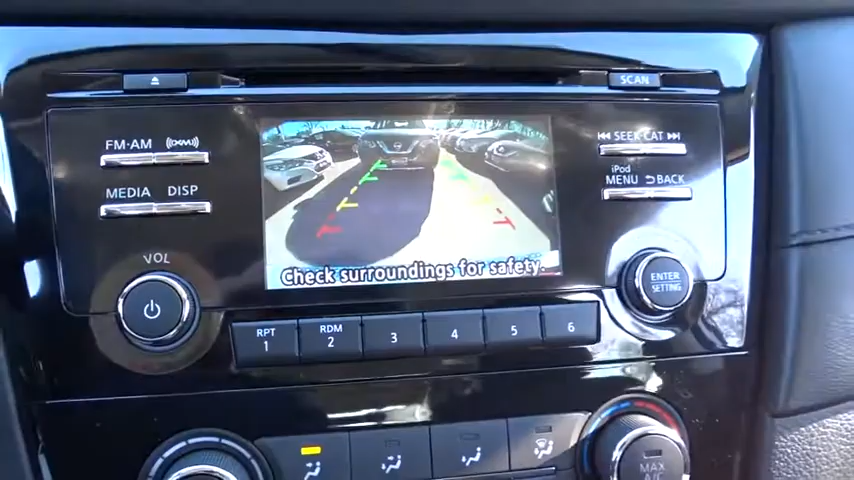 SCAN
FM·AM
SEEK·CAT
MEDIA DISP
iPod
MENU BACK
VOL
ENTER
SETTING
Check surroundings for safety.
RPT RDM
1 2 3 4 5 6
MAX
A/C